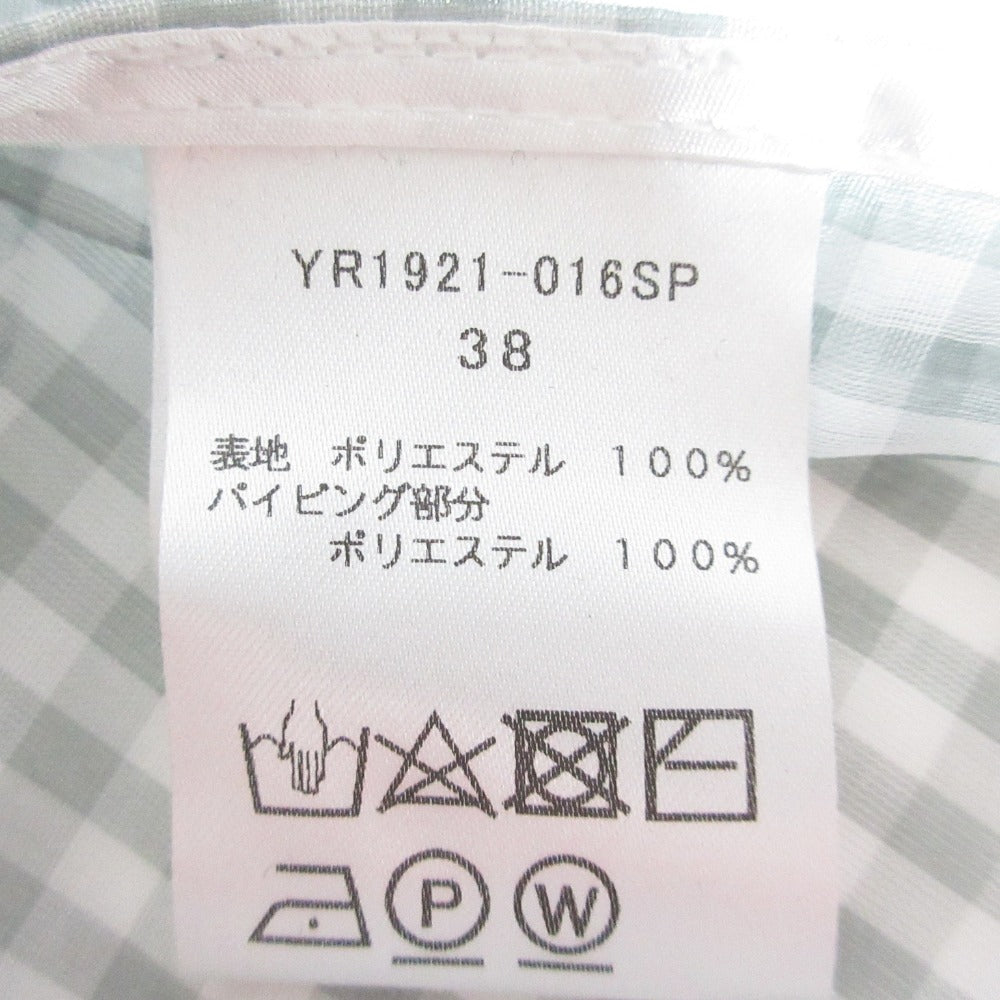 YR1921-016SP
38
表地 ポリエステル 100%
パイピング部分
ポリエステル 100%
P W